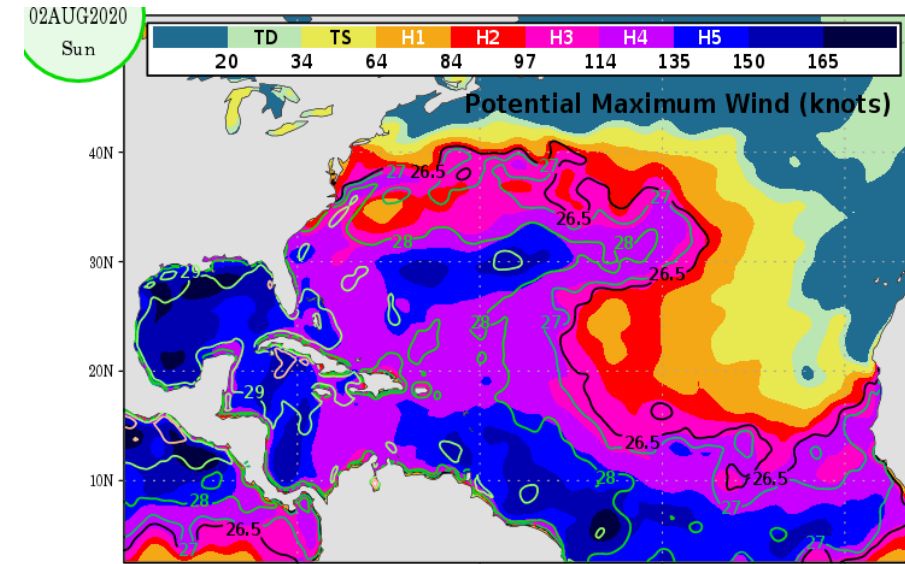 02AUG2020
Sun
TD TS H1 H2 H3 H4 H5
20 34 64 84 97 114 135 150 165
Potential Maximum Wind (knots)
40N
27 26.5 27
26.5 27
28 28
30N
29 26.5
28 27
20N
29
26.5
10N 28 26.5
28
27
26.5
27 27